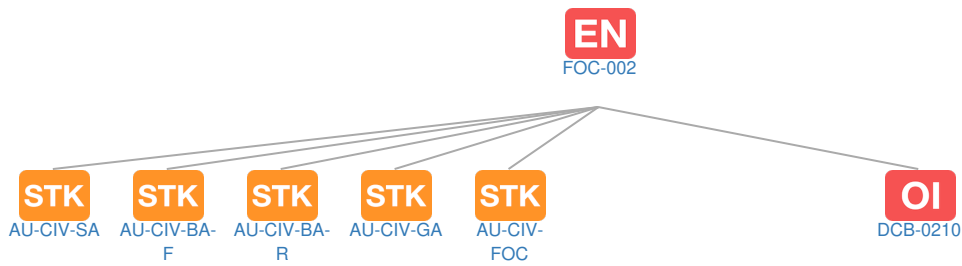 EN
FOC-002
STK STK STK STK STK OI
AU-CIV-SA AU-CIV-BA- AU-CIV-BA- AU-CIV-GA AU-CIV- DCB-0210
F R FOC